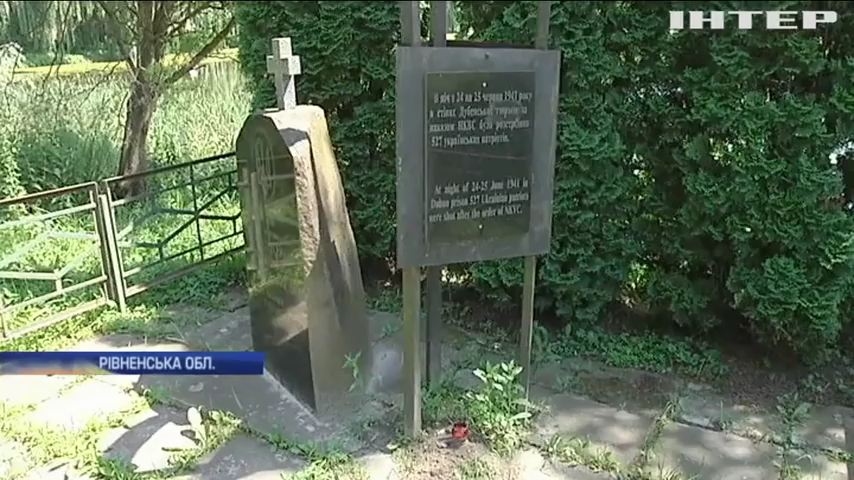 ІНТЕР
В ніч з 24 на 25 червня 1941 року
в стінах Дубенської тюрми за
наказом НКВС було розстріляно
527 українських патріотів.
At night of 24-25 June 1941 in
Dubno prison 527 Ukrainian patriots
were shot after the order of NKVC.
РІВНЕНСЬКА ОБЛ.